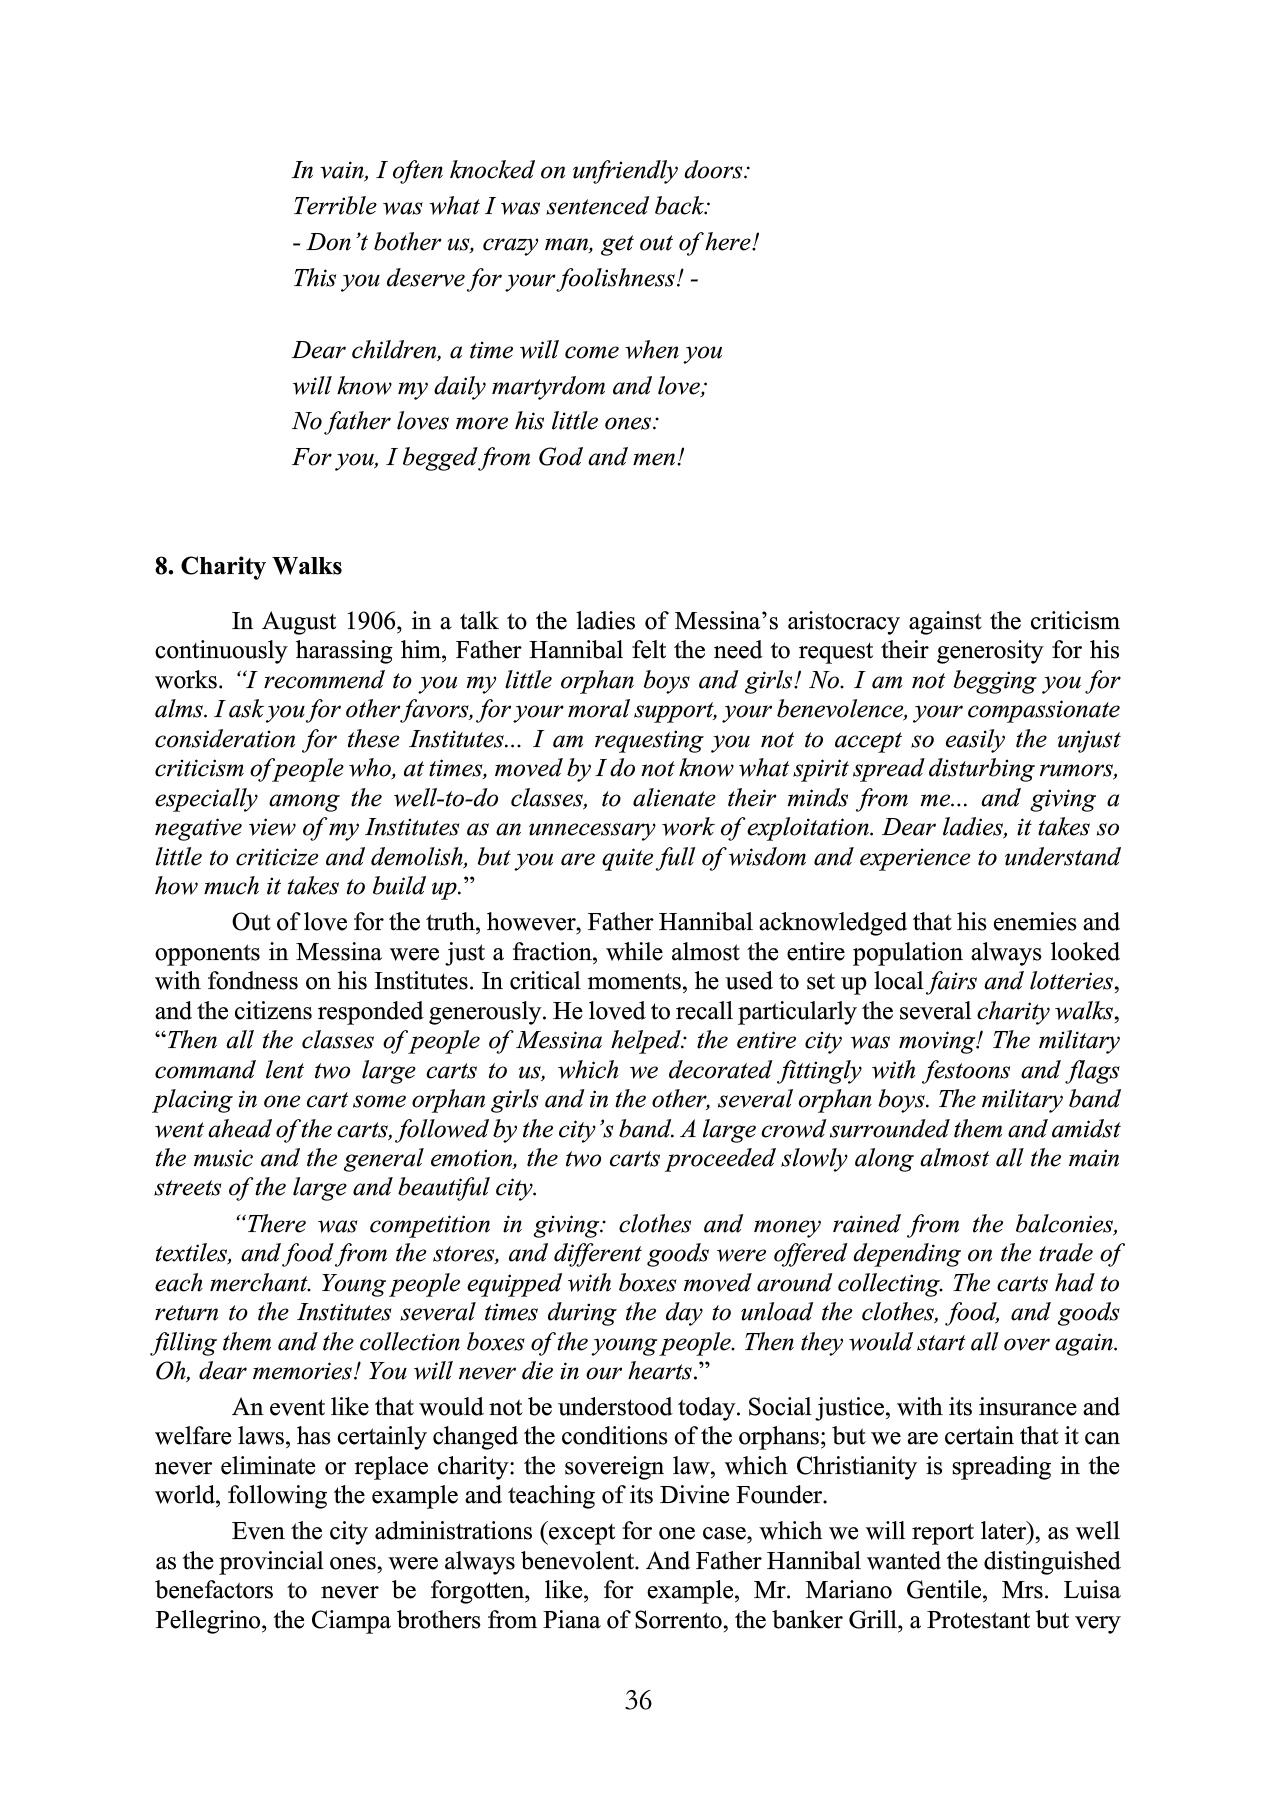 In vain, I often knocked on unfriendly doors:
Terrible was what I was sentenced back:
- Don’t bother us, crazy man, get out of here!
This you deserve for your foolishness! -
Dear children, a time will come when you
will know my daily martyrdom and love;
No father loves more his little ones:
For you, I begged from God and men!
8. Charity Walks
In August 1906, in a talk to the ladies of Messina’s aristocracy against the criticism
continuously harassing him, Father Hannibal felt the need to request their generosity for his
works. “I recommend to you my little orphan boys and girls! No. I am not begging you for
alms. I ask you for other favors, for your moral support, your benevolence, your compassionate
consideration for these Institutes... I am requesting you not to accept so easily the unjust
criticism of people who, at times, moved by I do not know what spirit spread disturbing rumors,
especially among the well-to-do classes, to alienate their minds from me... and giving a
negative view of my Institutes as an unnecessary work of exploitation. Dear ladies, it takes so
little to criticize and demolish, but you are quite full of wisdom and experience to understand
how much it takes to build up.”
Out of love for the truth, however, Father Hannibal acknowledged that his enemies and
opponents in Messina were just a fraction, while almost the entire population always looked
with fondness on his Institutes. In critical moments, he used to set up local fairs and lotteries,
and the citizens responded generously. He loved to recall particularly the several charity walks,
“Then all the classes of people of Messina helped: the entire city was moving! The military
command lent two large carts to us, which we decorated fittingly with festoons and flags
placing in one cart some orphan girls and in the other, several orphan boys. The military band
went ahead of the carts, followed by the city’s band. A large crowd surrounded them and amidst
the music and the general emotion, the two carts proceeded slowly along almost all the main
streets of the large and beautiful city.
“There was competition in giving: clothes and money rained from the balconies,
textiles, and food from the stores, and different goods were offered depending on the trade of
each merchant. Young people equipped with boxes moved around collecting. The carts had to
return to the Institutes several times during the day to unload the clothes, food, and goods
filling them and the collection boxes of the young people. Then they would start all over again.
Oh, dear memories! You will never die in our hearts.”
An event like that would not be understood today. Social justice, with its insurance and
welfare laws, has certainly changed the conditions of the orphans; but we are certain that it can
never eliminate or replace charity: the sovereign law, which Christianity is spreading in the
world, following the example and teaching of its Divine Founder.
Even the city administrations (except for one case, which we will report later), as well
as the provincial ones, were always benevolent. And Father Hannibal wanted the distinguished
benefactors to never be forgotten, like, for example, Mr. Mariano Gentile, Mrs. Luisa
Pellegrino, the Ciampa brothers from Piana of Sorrento, the banker Grill, a Protestant but very
36